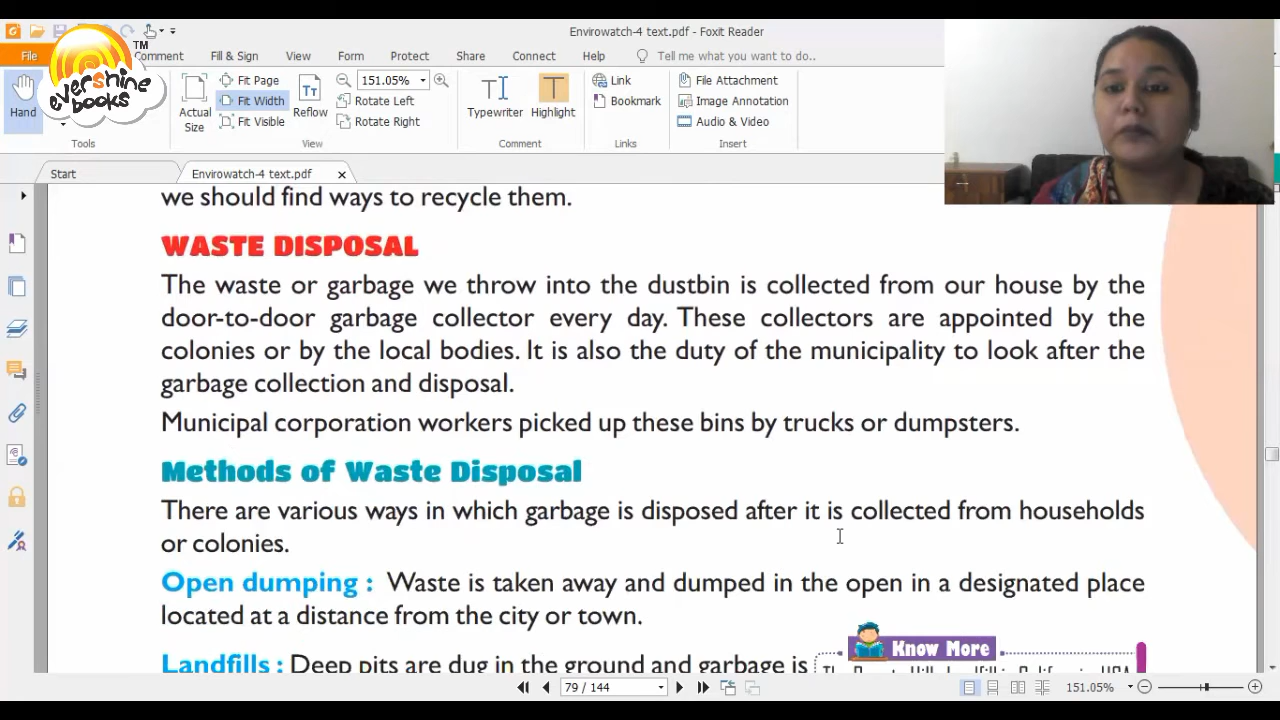 Envirowatch-4 text.pdf - Foxit Reader
TM
evershine
books
File
Comment
Fill & Sign
View
Form
Protect
Share
Connect
Help
Tell me what you want to do..
Hand
Actual
Size
Fit Page
Fit Width
Fit Visible
Reflow
151.05%
Rotate Left
Rotate Right
Typewriter
Highlight
Link
Bookmark
File Attachment
Image Annotation
Audio & Video
Tools
View
Comment
Links
Insert
Start
Envirowatch-4 text.pdf
we should find ways to recycle them.
WASTE DISPOSAL
The waste or garbage we throw into the dustbin is collected from our house by the
door-to-door garbage collector every day. These collectors are appointed by the
colonies or by the local bodies. It is also the duty of the municipality to look after the
garbage collection and disposal.
Municipal corporation workers picked up these bins by trucks or dumpsters.
Methods of Waste Disposal
There are various ways in which garbage is disposed after it is collected from households
or colonies.
Open dumping : Waste is taken away and dumped in the open in a designated place
located at a distance from the city or town.
Landfills : Deep pits are dug in the ground and garbage is
Know More
79 / 144
151.05%